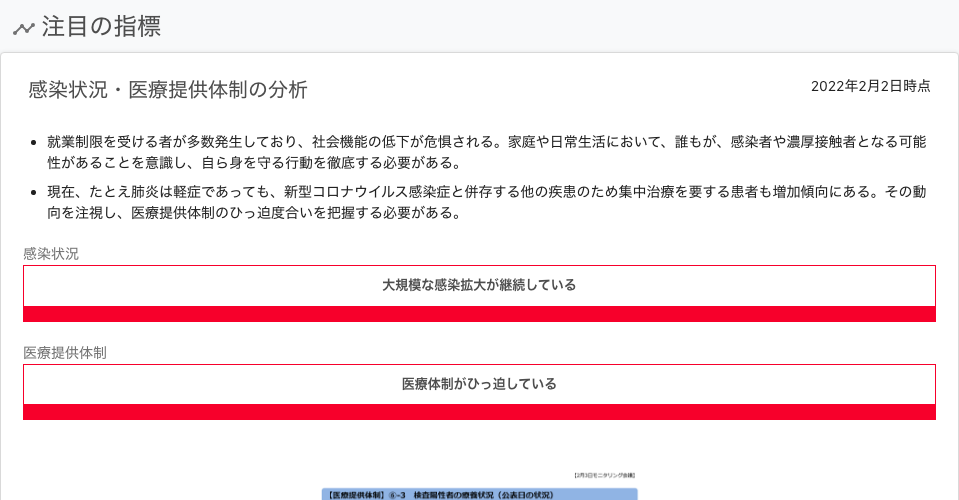 注目の指標
感染状況・医療提供体制の分析
2022年2月2日時点
就業制限を受ける者が多数発生しており、社会機能の低下が危惧される。家庭や日常生活において、誰もが、感染者や濃厚接触者となる可能
性があることを意識し、自ら身を守る行動を徹底する必要がある。
現在、たとえ肺炎は軽症であっても、新型コロナウイルス感染症と併存する他の疾患のため集中治療を要する患者も増加傾向にある。その動
向を注視し、医療提供体制のひっ迫度合いを把握する必要がある。
感染状況
大規模な感染拡大が継続している
医療提供体制
医療体制がひっ迫している
【2月3日モニタリング会議】
【医療提供体制】⑥-3 検査陽性者の療養状況（公表日の状況）